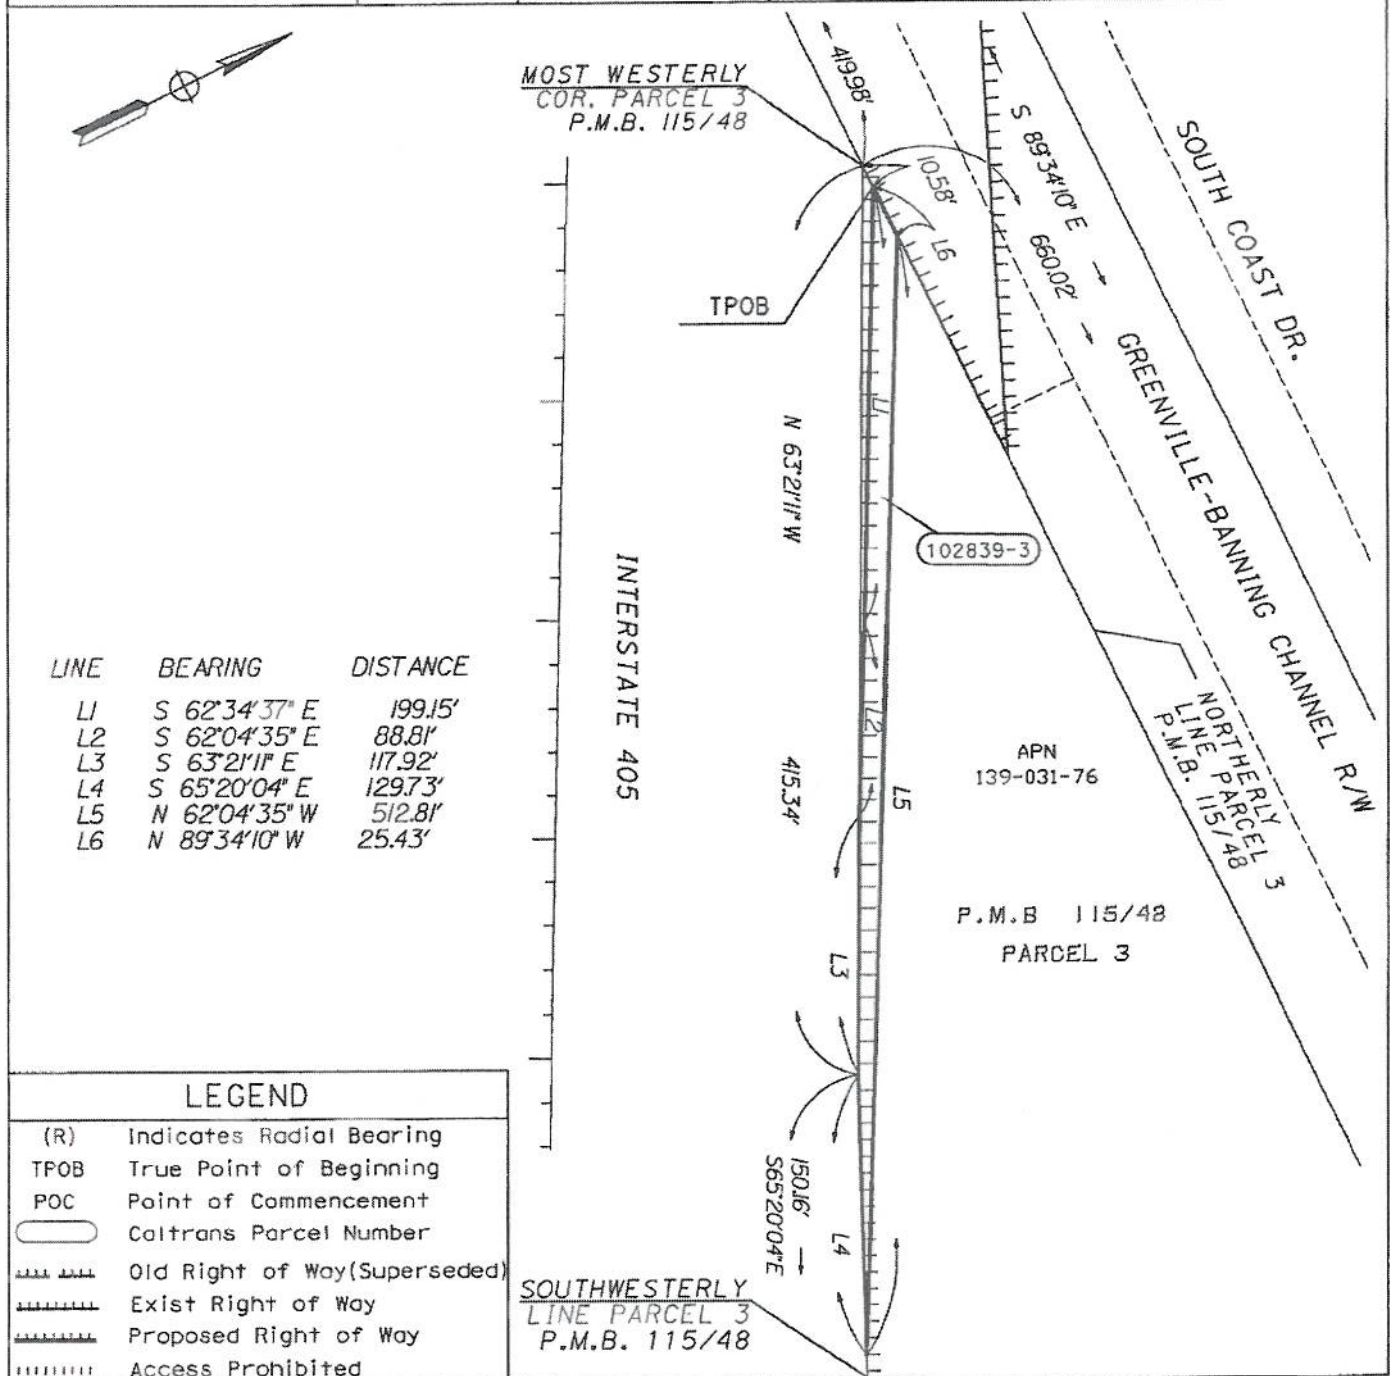 MOST WESTERLY
COR. PARCEL 3
P.M.B. 115/48
419.98'
10.58'
L6
S 89°34'10" E
660.02'
SOUTH COAST DR.
GREENVILLE-BANNING CHANNEL R/W
TPOB
N 63°21'11" W
L1
102839-3
INTERSTATE 405
LINE BEARING DISTANCE
L1 S 62°34'37" E 199.15'
L2 S 62°04'35" E 88.81'
L3 S 63°21'11" E 117.92'
L4 S 65°20'04" E 129.73'
L5 N 62°04'35" W 512.81'
L6 N 89°34'10" W 25.43'
L2
415.34'
L5
APN
139-031-76
NORTHERLY
LINE PARCEL 3
P.M.B. 115/48
P.M.B 115/48
PARCEL 3
L3
150.16'
S65°20'04"E
L4
SOUTHWESTERLY
LINE PARCEL 3
P.M.B. 115/48
LEGEND
(R) Indicates Radial Bearing
TPOB True Point of Beginning
POC Point of Commencement
Caltrans Parcel Number
Old Right of Way(Superseded)
Exist Right of Way
Proposed Right of Way
Access Prohibited